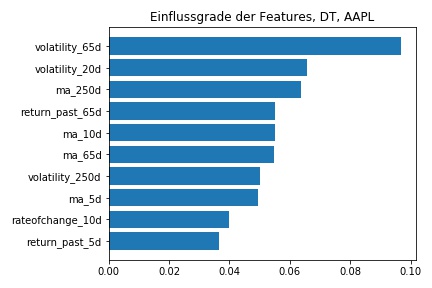 Einflussgrade der Features, DT, AAPL
volatility_65d
volatility_20d
ma_250d
return_past_65d
ma_10d
ma_65d
volatility_250d
ma_5d
rateofchange_10d
return_past_5d
0.00 0.02 0.04 0.06 0.08 0.10